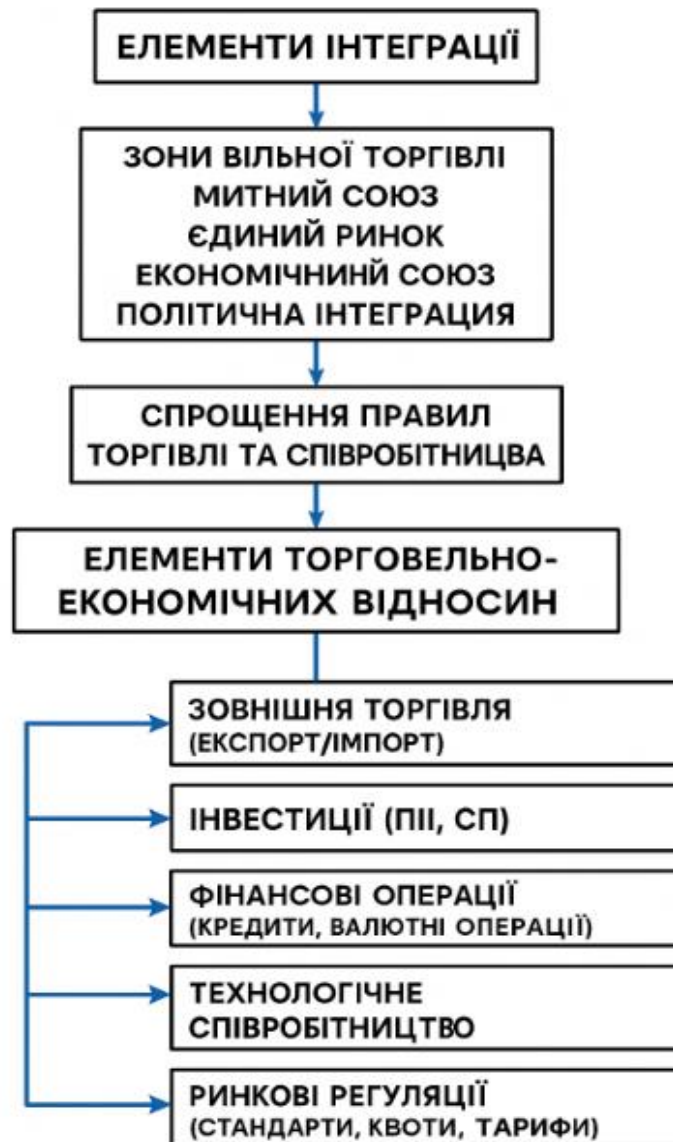 ЕЛЕМЕНТИ ІНТЕГРАЦІЇ
ЗОНИ ВІЛЬНОЇ ТОРГІВЛІ
МИТНИЙ СОЮЗ
ЄДИНИЙ РИНОК
ЕКОНОМІЧНИНЙ СОЮЗ
ПОЛІТИЧНА ІНТЕГРАЦИЯ
СПРОЩЕННЯ ПРАВИЛ
ТОРГІВЛІ ТА СПІВРОБІТНИЦВА
ЕЛЕМЕНТИ ТОРГОВЕЛЬНО-
ЕКОНОМІЧНИХ ВІДНОСИН
ЗОВНІШНЯ ТОРГІВЛЯ
(ЕКСПОРТ/ІМПОРТ)
ІНВЕСТИЦІЇ (ПІІ, СП)
ФІНАНСОВІ ОПЕРАЦІЇ
(КРЕДИТИ, ВАЛЮТНІ ОПЕРАЦІЇ)
ТЕХНОЛОГІЧНЕ
СПІВРОБІТНИЦТВО
РИНКОВІ РЕГУЛЯЦІЇ
(СТАНДАРТИ, КВОТИ, ТАРИФИ)